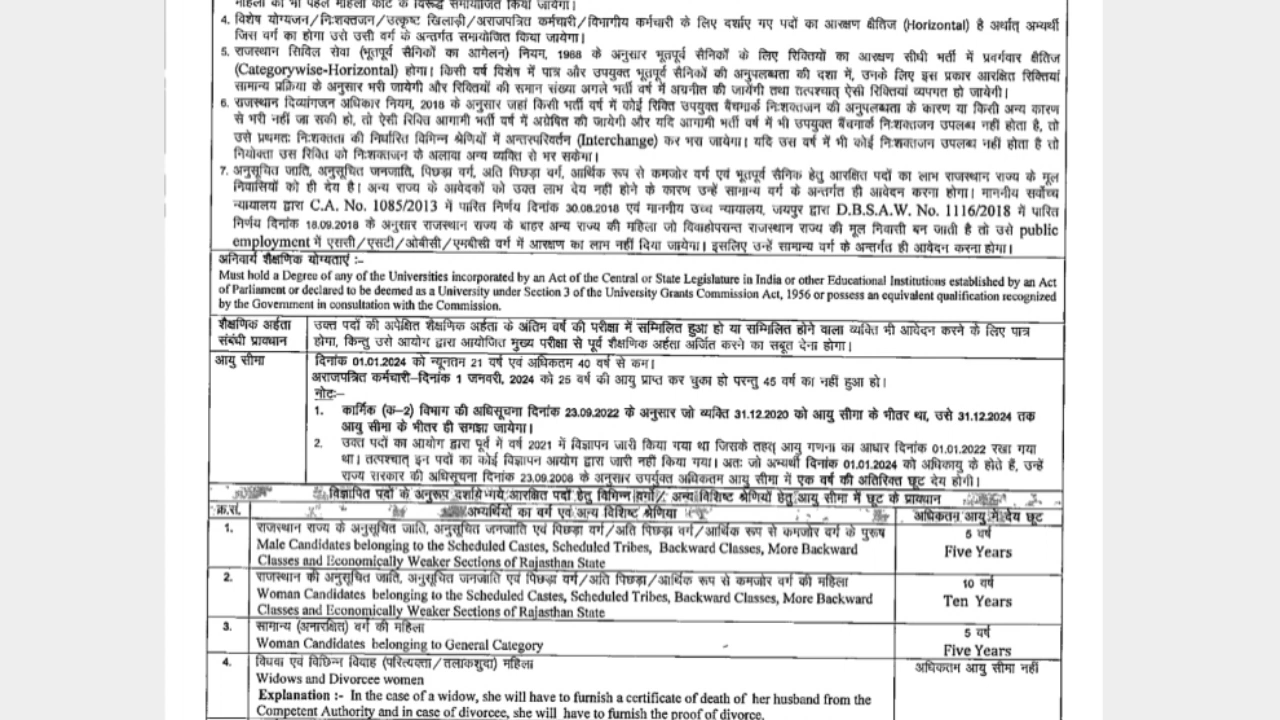 महिला को भी पहले महिला कोटे के विरूद्ध समायोजित किया जायेगा।
4. विशेष योग्यजन/निःशक्तजन/उत्कृष्ट खिलाड़ी/अराजपत्रित कर्मचारी/विभागीय कर्मचारी के लिए दर्शाए गए पदों का आरक्षण क्षैतिज (Horizontal) है अर्थात् अभ्यर्थी
जिस वर्ग का होगा उसे उसी वर्ग के अन्तर्गत समायोजित किया जायेगा।
5. राजस्थान सिविल सेवा (भूतपूर्व सैनिकों का आमेलन) नियम, 1988 के अनुसार भूतपूर्व सैनिकों के लिए रिक्तियों का आरक्षण सीधी भर्ती में प्रवर्गवार क्षैतिज
(Categorywise-Horizontal) होगा। किसी वर्ष विशेष में पात्र और उपयुक्त भूतपूर्व सैनिकों की अनुपलब्धता की दशा में, उनके लिए इस प्रकार आरक्षित रिक्तियां
सामान्य प्रक्रिया के अनुसार भरी जायेगी और रिक्तियों की समान संख्या अगले भर्ती वर्ष में अग्रनीत की जायेगी तथा तत्पश्चात् ऐसी रिक्तियां व्यपगत हो जायेगी।
6. राजस्थान दिव्यांगजन अधिकार नियम, 2018 के अनुसार जहां किसी भर्ती वर्ष में कोई रिक्ति उपयुक्त बैंचमार्क निःशक्तजन की अनुपलब्धता के कारण या किसी अन्य कारण
से भरी नहीं जा सकी हो, तो ऐसी रिक्ति आगामी भर्ती वर्ष में अग्रेषित की जायेगी और यदि आगामी भर्ती वर्ष में भी उपयुक्त बैंचमार्क निःशक्तजन उपलब्ध नहीं होता है, तो
उसे प्रथमतः निःशक्तता की निर्धारित विभिन्न श्रेणियों में अन्तरपरिवर्तन (Interchange) कर भरा जायेगा। यदि उस वर्ष में भी कोई निःशक्तजन उपलब्ध नहीं होता है तो
नियोक्ता उस रिक्ति को निःशक्तजन के अलावा अन्य व्यक्ति से भर सकेगा।
7. अनुसूचित जाति, अनुसूचित जनजाति, पिछड़ा वर्ग, अति पिछड़ा वर्ग, आर्थिक रूप से कमजोर वर्ग एवं भूतपूर्व सैनिक हेतु आरक्षित पदों का लाभ राजस्थान राज्य के मूल
निवासियों को ही देय है। अन्य राज्य के आवेदकों को उक्त लाभ देय नहीं होने के कारण उन्हें सामान्य वर्ग के अन्तर्गत ही आवेदन करना होगा। माननीय सर्वोच्च
न्यायालय द्वारा C.A. No. 1085/2013 में पारित निर्णय दिनांक 30.08.2018 एवं माननीय उच्च न्यायालय, जयपुर द्वारा D.B.S.A.W. No. 1116/2018 में पारित
निर्णय दिनांक 18.09.2018 के अनुसार राजस्थान राज्य के बाहर अन्य राज्य की महिला जो विवाहोपरान्त राजस्थान राज्य की मूल निवासी बन जाती है तो उसे public
employment में एससी/एसटी/ओबीसी/एमबीसी वर्ग में आरक्षण का लाभ नहीं दिया जायेगा। इसलिए उन्हें सामान्य वर्ग के अन्तर्गत ही आवेदन करना होगा।
अनिवार्य शैक्षणिक योग्यताएं :-
Must hold a Degree of any of the Universities incorporated by an Act of the Central or State Legislature in India or other Educational Institutions established by an Act
of Parliament or declared to be deemed as a University under Section 3 of the University Grants Commission Act, 1956 or possess an equivalent qualification recognized
by the Government in consultation with the Commission.
शैक्षणिक अर्हता उक्त पदों की अपेक्षित शैक्षणिक अर्हता के अंतिम वर्ष की परीक्षा में सम्मिलित हुआ हो या सम्मिलित होने वाला व्यक्ति भी आवेदन करने के लिए पात्र
संबंधी प्रावधान होगा, किन्तु उसे आयोग द्वारा आयोजित मुख्य परीक्षा से पूर्व शैक्षणिक अर्हता अर्जित करने का सबूत देना होगा।
आयु सीमा दिनांक 01.01.2024 को न्यूनतम 21 वर्ष एवं अधिकतम 40 वर्ष से कम।
अराजपत्रित कर्मचारी–दिनांक 1 जनवरी, 2024 को 25 वर्ष की आयु प्राप्त कर चुका हो परन्तु 45 वर्ष का नहीं हुआ हो।
नोटः–
1. कार्मिक (क–2) विभाग की अधिसूचना दिनांक 23.09.2022 के अनुसार जो व्यक्ति 31.12.2020 को आयु सीमा के भीतर था, उसे 31.12.2024 तक
आयु सीमा के भीतर ही समझा जायेगा।
2. उक्त पदों का आयोग द्वारा पूर्व में वर्ष 2021 में विज्ञापन जारी किया गया था जिसके तहत् आयु गणना का आधार दिनांक 01.01.2022 रखा गया
था। तत्पश्चात् इन पदों का कोई विज्ञापन आयोग द्वारा जारी नहीं किया गया। अतः जो अभ्यर्थी दिनांक 01.01.2024 को अधिकायु के होते हैं, उन्हें
राज्य सरकार की अधिसूचना दिनांक 23.09.2008 के अनुसार उपर्युक्त अधिकतम आयु सीमा में एक वर्ष की अतिरिक्त छूट देय होगी।
विज्ञापित पदों के अनुरूप दर्शाये गये आरक्षित पदों हेतु विभिन्न वर्गों/ अन्य विशिष्ट श्रेणियों हेतु आयु सीमा में छूट के प्रावधान
क्र.सं. अभ्यर्थियों का वर्ग एवं अन्य विशिष्ट श्रेणिया अधिकतम आयु में देय छूट
1. राजस्थान राज्य के अनुसूचित जाति, अनुसूचित जनजाति एवं पिछड़ा वर्ग/अति पिछड़ा वर्ग/आर्थिक रूप से कमजोर वर्ग के पुरूष 5 वर्ष
Male Candidates belonging to the Scheduled Castes, Scheduled Tribes, Backward Classes, More Backward Five Years
Classes and Economically Weaker Sections of Rajasthan State
2. राजस्थान की अनुसूचित जाति, अनुसूचित जनजाति एवं पिछड़ा वर्ग/अति पिछड़ा/आर्थिक रूप से कमजोर वर्ग की महिला 10 वर्ष
Woman Candidates belonging to the Scheduled Castes, Scheduled Tribes, Backward Classes, More Backward Ten Years
Classes and Economically Weaker Sections of Rajasthan State
3. सामान्य (अनारक्षित) वर्ग की महिला 5 वर्ष
Woman Candidates belonging to General Category Five Years
4. विधवा एवं विछिन्न विवाह (परित्यक्ता/तलाकशुदा) महिला अधिकतम आयु सीमा नहीं
Widows and Divorcee women
Explanation :- In the case of a widow, she will have to furnish a certificate of death of her husband from the
Competent Authority and in case of divorcee, she will have to furnish the proof of divorce.